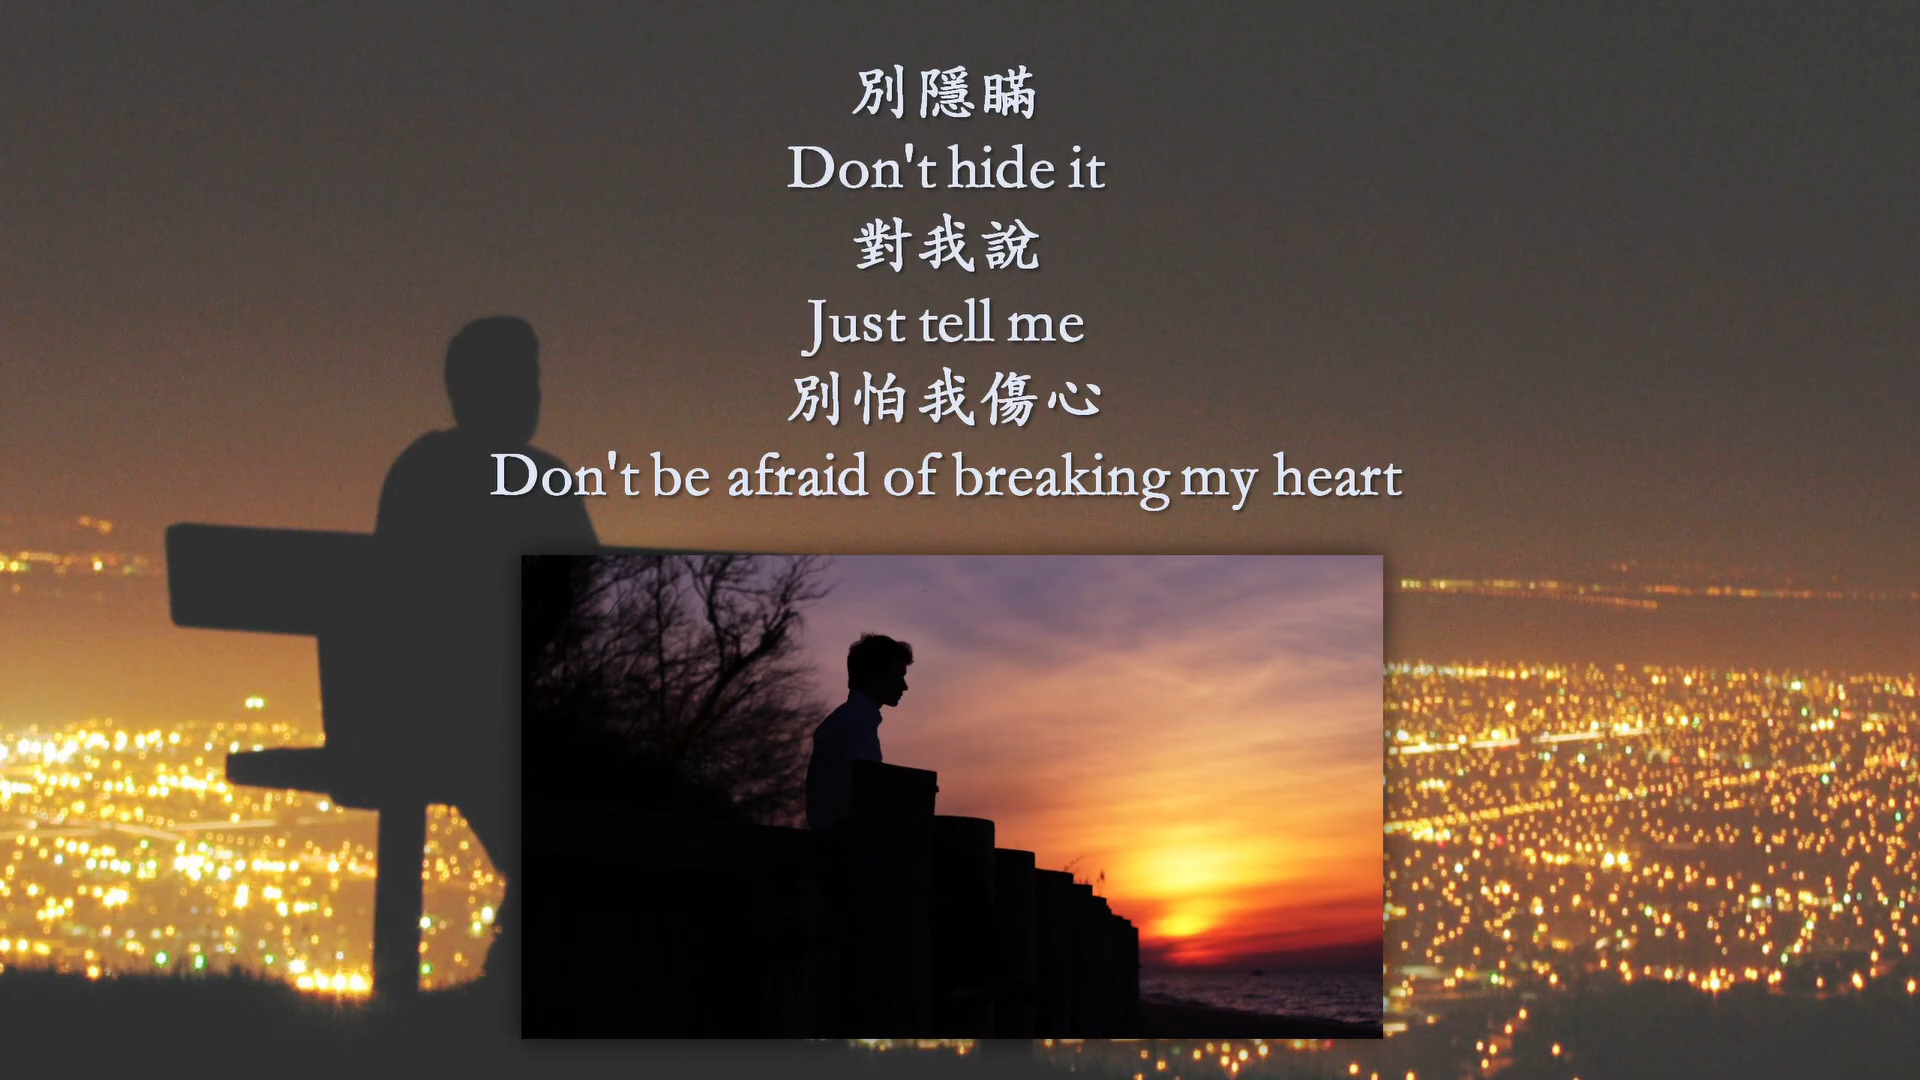 別隱瞞
Don't hide it
對我說
Just tell me
別怕我傷心
Don't be afraid of breaking my heart